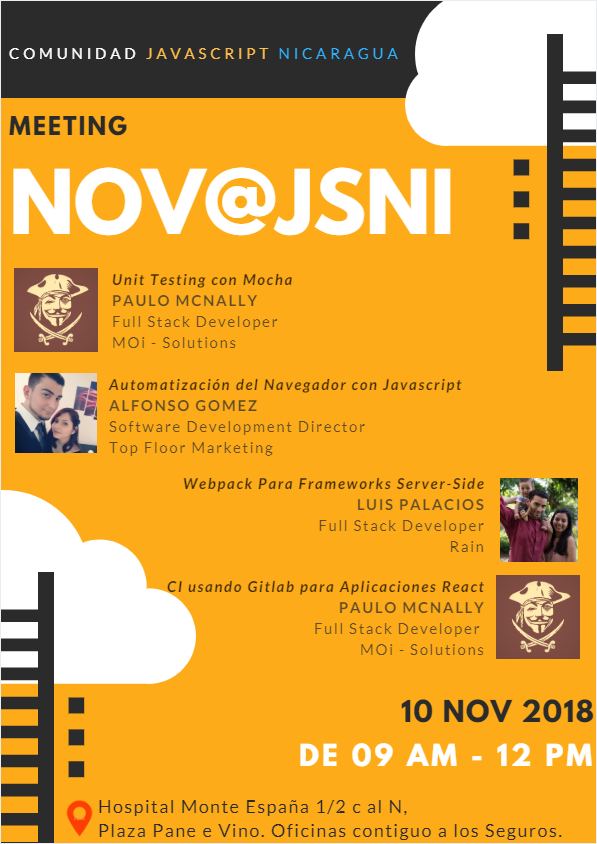 COMUNIDAD JAVASCRIPT NICARAGUA
MEETING
NOV@JSNI
Unit Testing con Mocha
PAULO MCNALLY
Full Stack Developer
MOi - Solutions
Automatización del Navegador con Javascript
ALFONSO GOMEZ
Software Development Director
Top Floor Marketing
Webpack Para Frameworks Server-Side
LUIS PALACIOS
Full Stack Developer
Rain
CI usando Gitlab para Aplicaciones React
PAULO MCNALLY
Full Stack Developer
MOi - Solutions
10 NOV 2018
DE 09 AM - 12 PM
Hospital Monte España 1/2 c al N,
Plaza Pane e Vino. Oficinas contiguo a los Seguros.